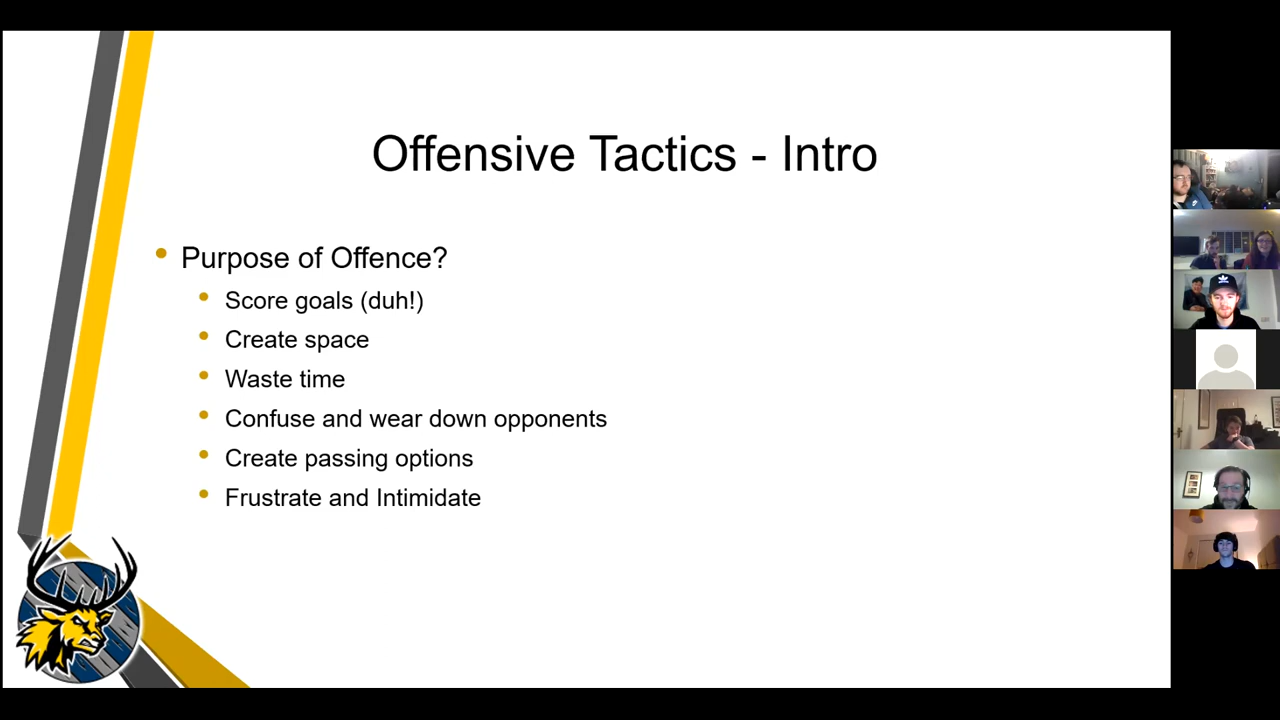 Offensive Tactics - Intro
Purpose of Offence?
Score goals (duh!)
Create space
Waste time
Confuse and wear down opponents
Create passing options
Frustrate and Intimidate